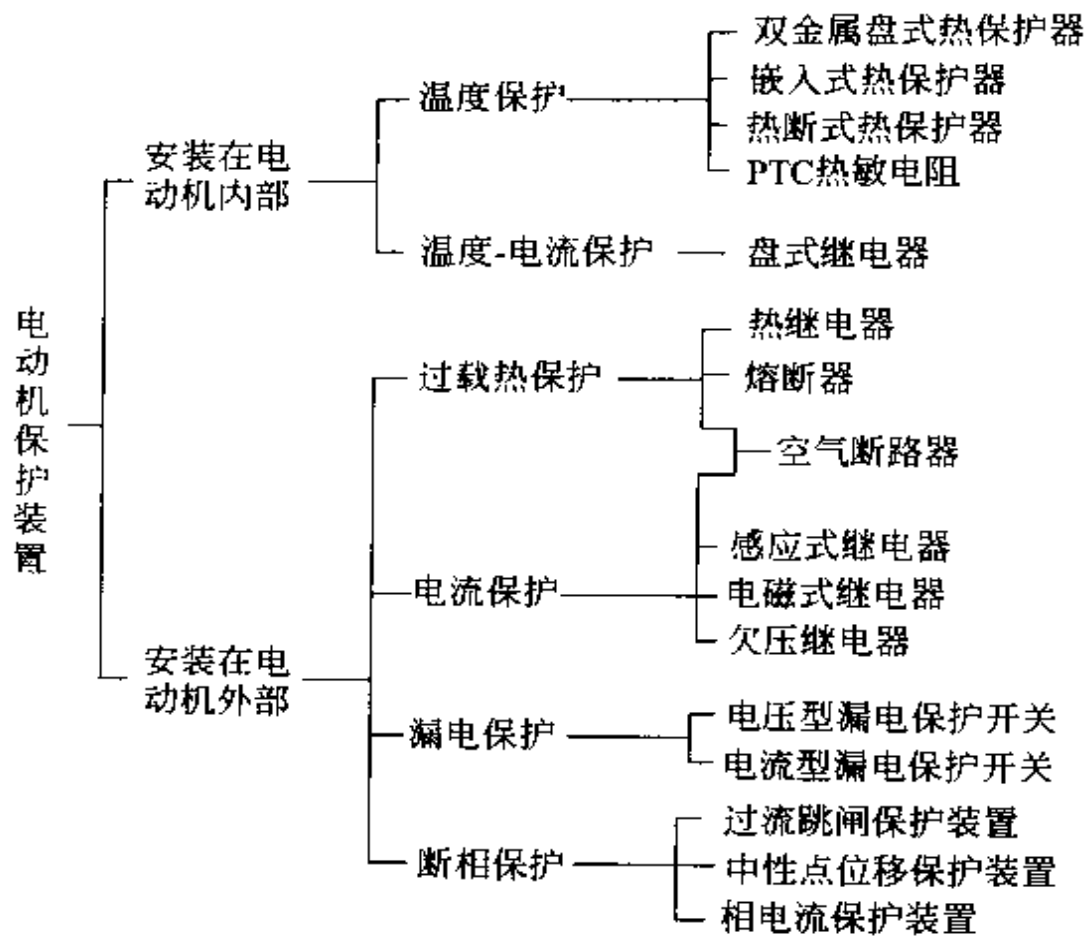 电动机保护装置
安装在电
动机内部
温度保护
双金属盘式热保护器
嵌入式热保护器
热断式热保护器
PTC热敏电阻
温度-电流保护
盘式继电器
安装在电
动机外部
过载热保护
热继电器
熔断器
空气断路器
电流保护
感应式继电器
电磁式继电器
欠压继电器
漏电保护
电压型漏电保护开关
电流型漏电保护开关
断相保护
过流跳闸保护装置
中性点位移保护装置
相电流保护装置